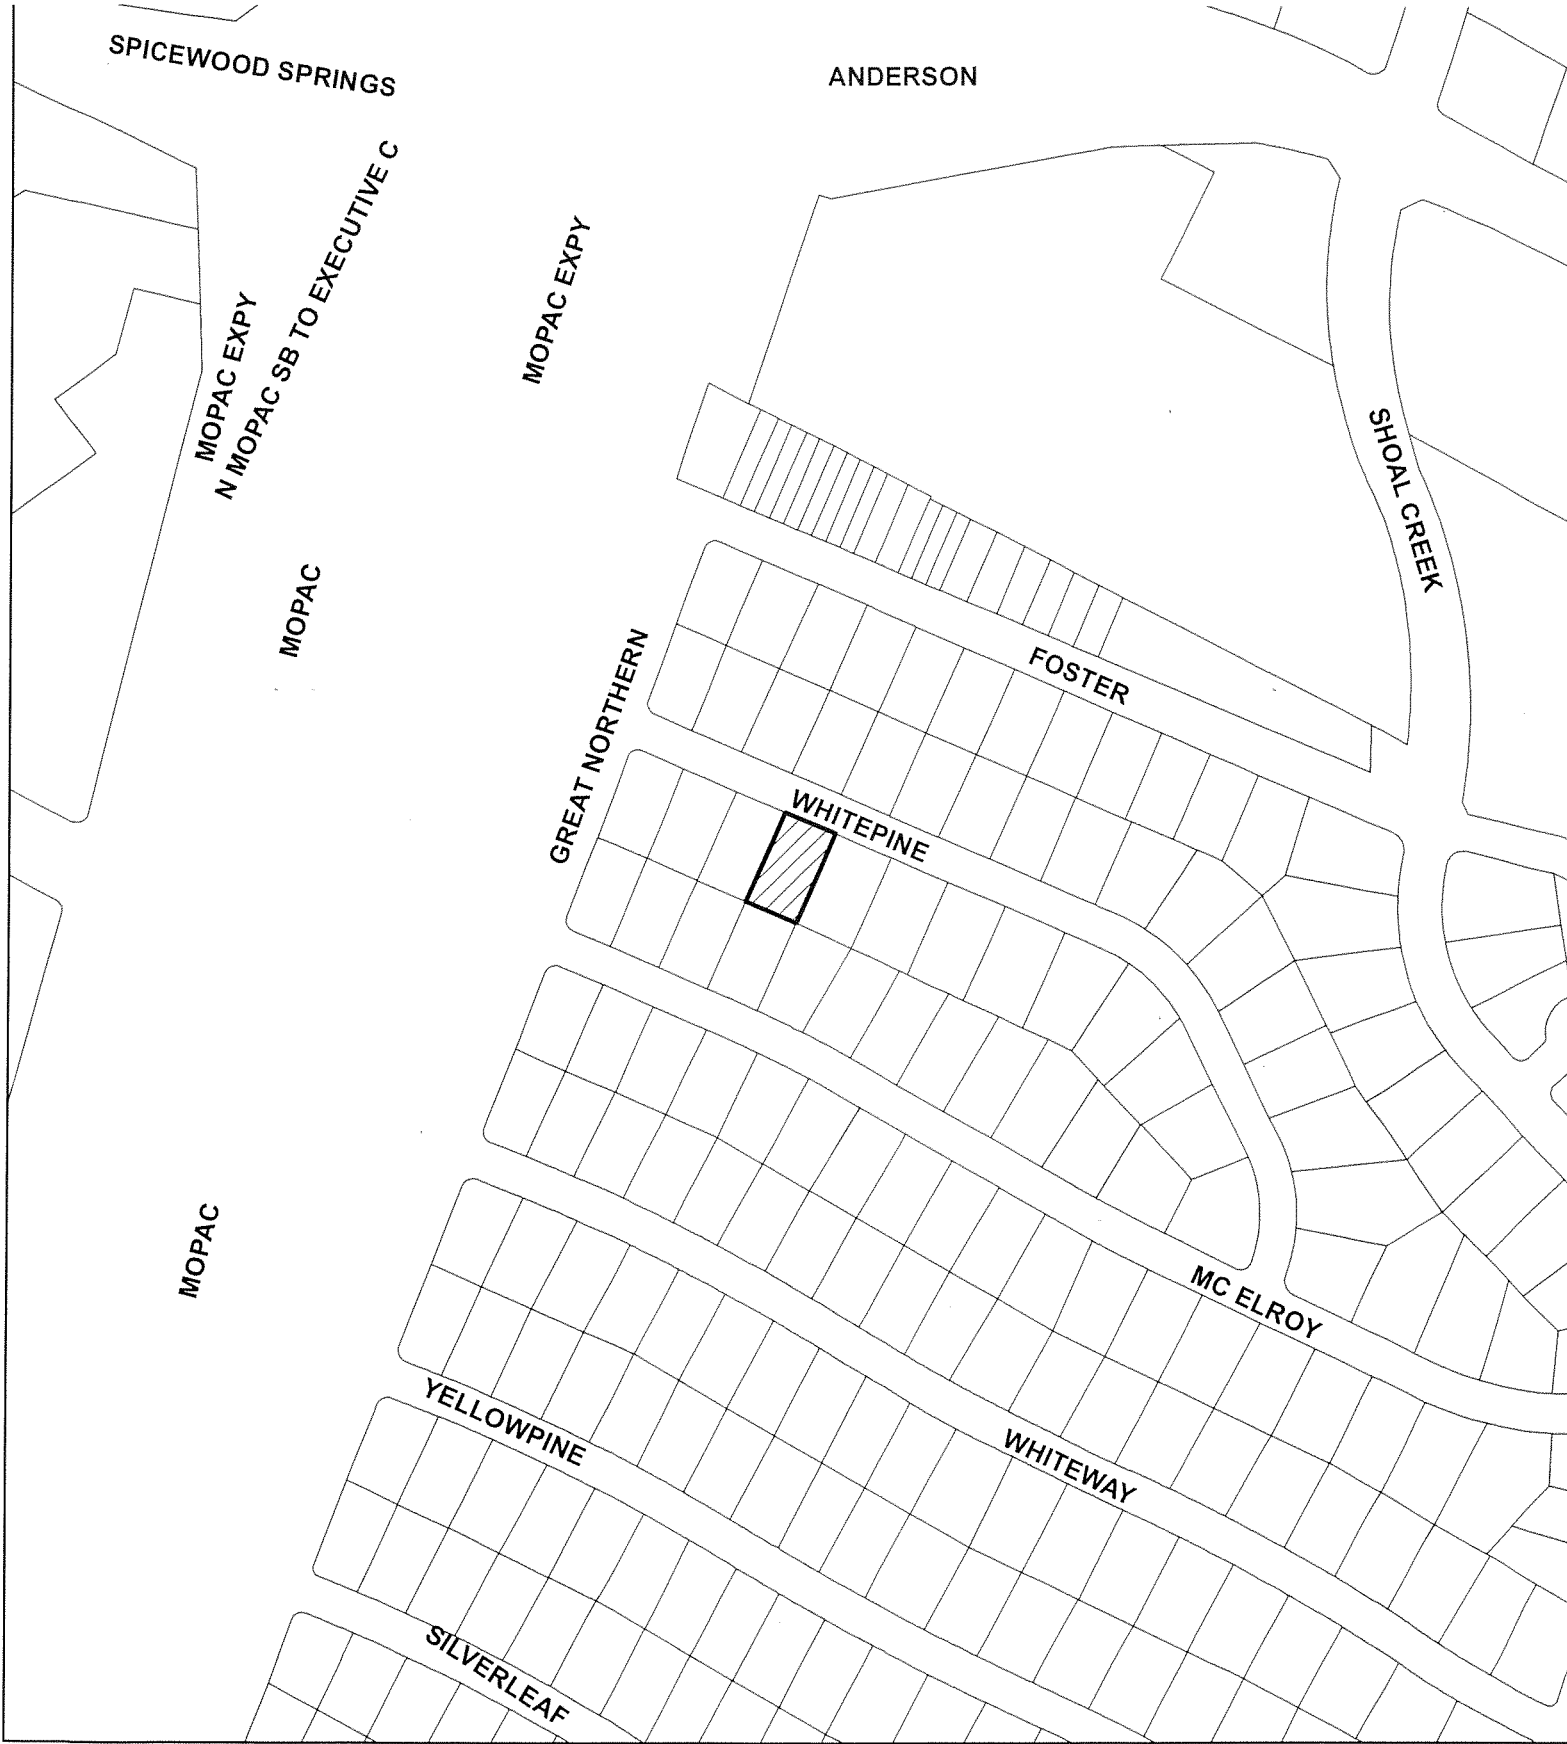 SPICEWOOD SPRINGS
ANDERSON
N MOPAC SB TO EXECUTIVE C
MOPAC EXPY
MOPAC EXPY
SHOAL CREEK
MOPAC
FOSTER
GREAT NORTHERN
WHITEPINE
MOPAC
MC ELROY
YELLOWPINE
WHITEWAY
SILVERLEAF